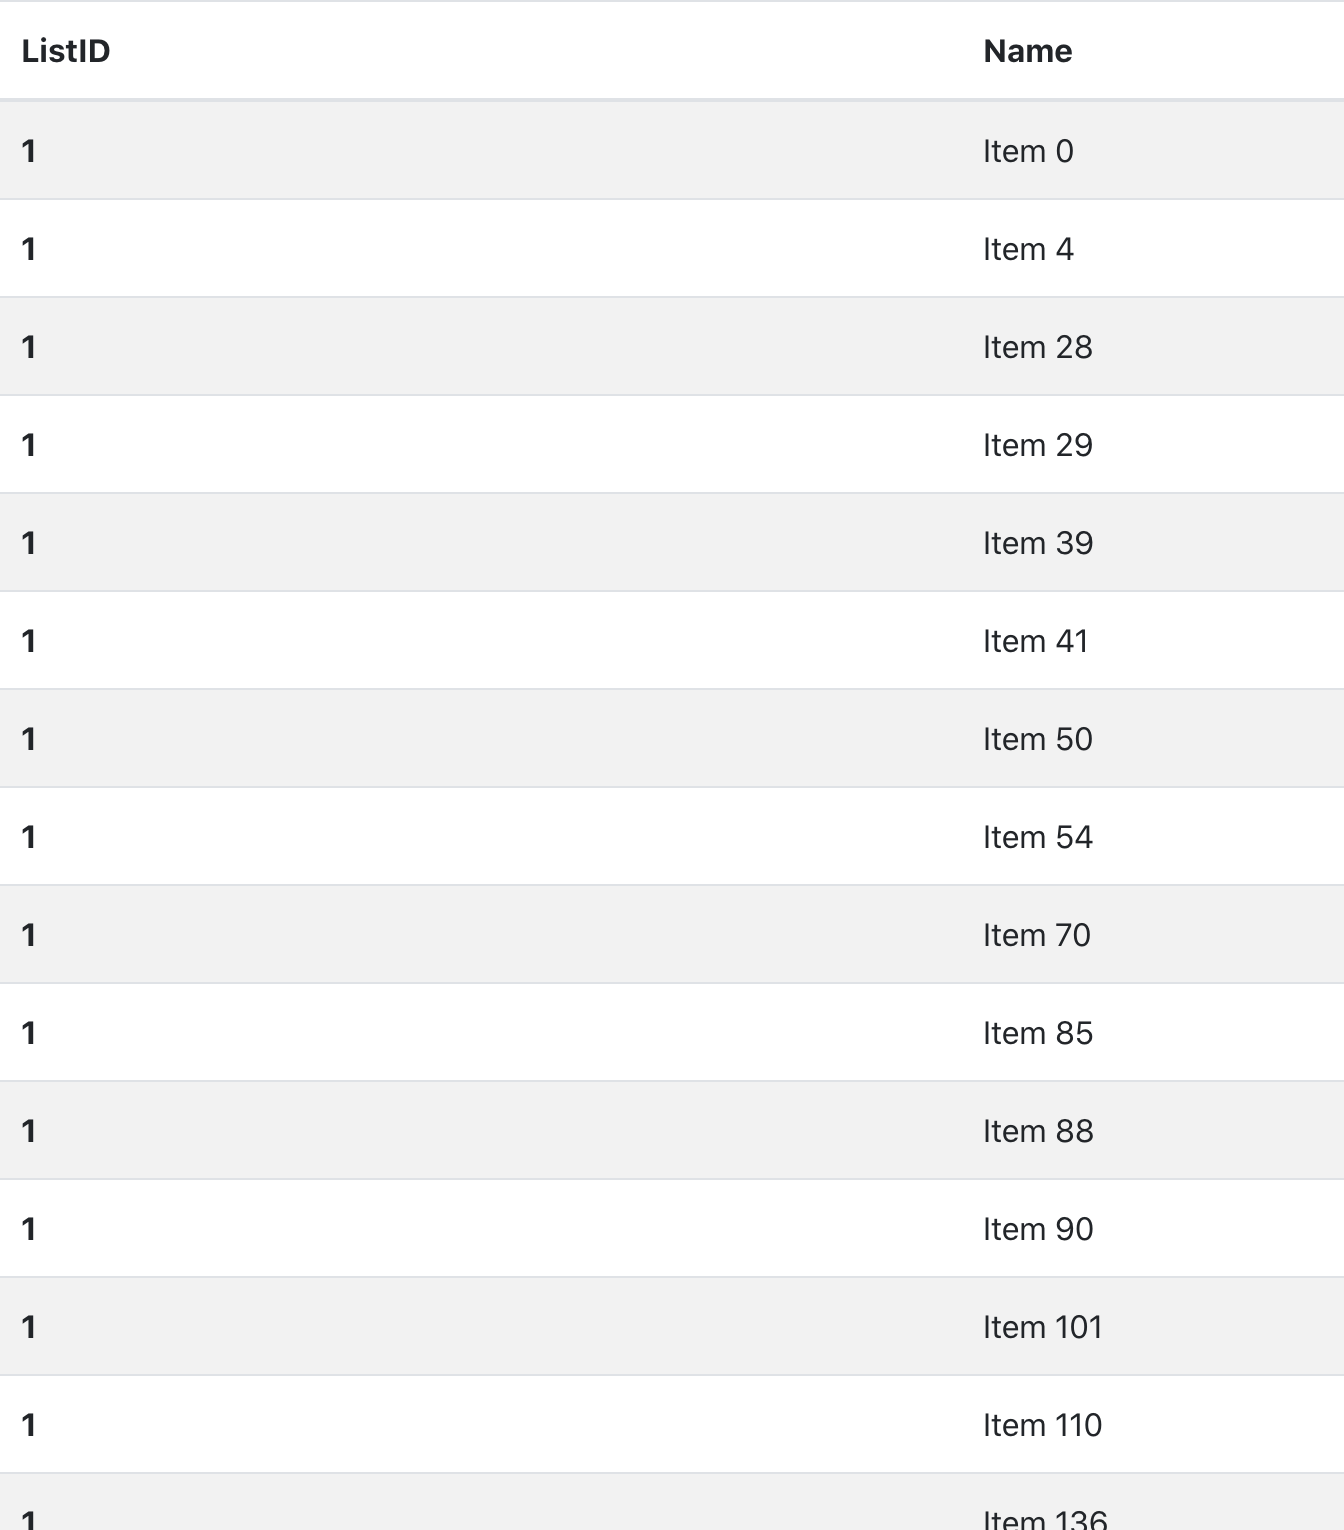 ListID Name
1 Item 0
1 Item 4
1 Item 28
1 Item 29
1 Item 39
1 Item 41
1 Item 50
1 Item 54
1 Item 70
1 Item 85
1 Item 88
1 Item 90
1 Item 101
1 Item 110
1 Item 136